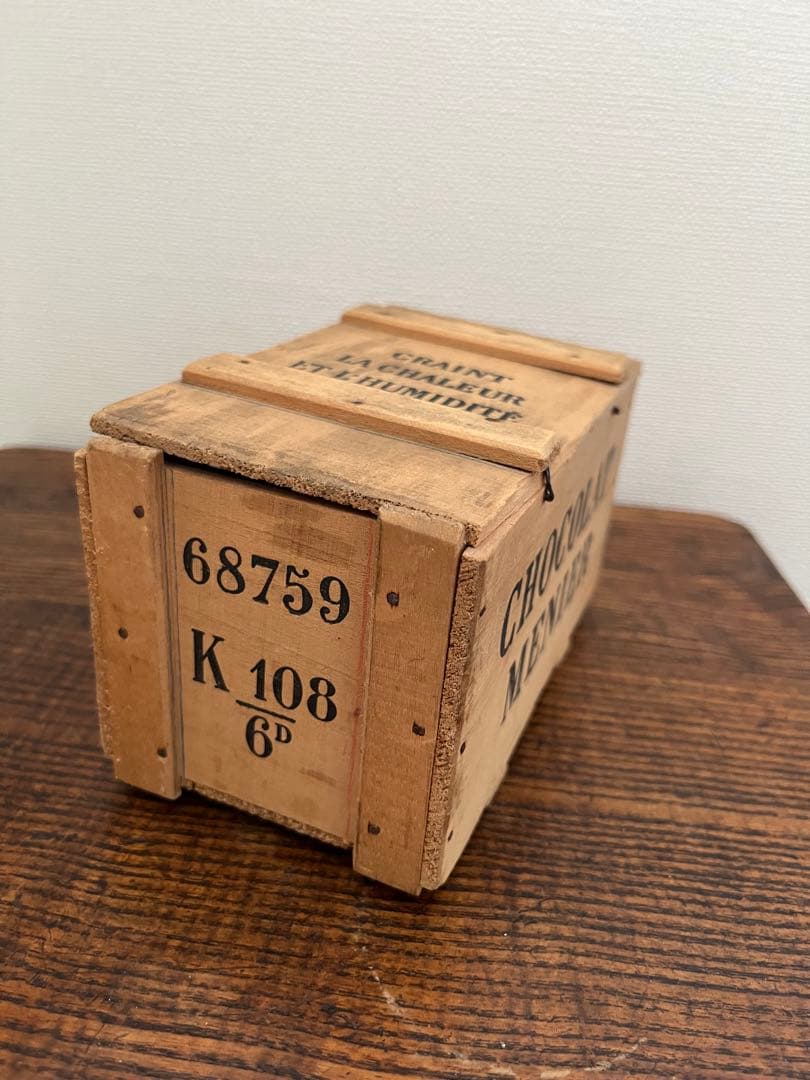 CRAINT
LA CHALEUR
ET L'HUMIDITÉ
68759
K 108
6D
CHOCOLAT
MENIER